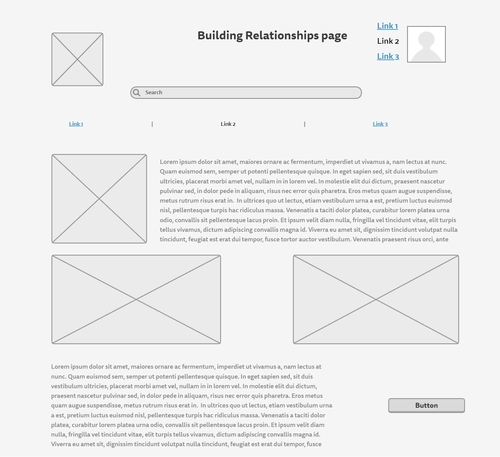 Building Relationships page
Link 1
Link 2
Link 3
Search
Link 1 | Link 2 | Link 3
Lorem ipsum dolor sit amet, maiores ornare ac fermentum, imperdiet ut vivamus a, nam lectus at nunc.
Quam euismod sem, semper ut potenti pellentesque quisque. In eget sapien sed, sit duis vestibulum
ultricies, placerat morbi amet vel, nullam in in lorem vel. In molestie elit dui dictum, praesent nascetur
pulvinar sed, in dolor pede in aliquam, risus nec error quis pharetra. Eros metus quam augue suspendisse,
metus rutrum risus erat in.  In ultrices quo ut lectus, etiam vestibulum urna a est, pretium luctus euismod
nisl, pellentesque turpis hac ridiculus massa. Venenatis a taciti dolor platea, curabitur lorem platea urna
odio, convallis sit pellentesque lacus proin. Et ipsum velit diam nulla, fringilla vel tincidunt vitae, elit turpis
tellus vivamus, dictum adipiscing convallis magna id. Viverra eu amet sit, dignissim tincidunt volutpat nulla
tincidunt, feugiat est erat dui tempor, fusce tortor auctor vestibulum. Venenatis praesent risus orci, ante
Lorem ipsum dolor sit amet, maiores ornare ac fermentum, imperdiet ut vivamus a, nam lectus at
nunc. Quam euismod sem, semper ut potenti pellentesque quisque. In eget sapien sed, sit duis
vestibulum ultricies, placerat morbi amet vel, nullam in in lorem vel. In molestie elit dui dictum,
praesent nascetur pulvinar sed, in dolor pede in aliquam, risus nec error quis pharetra. Eros metus
quam augue suspendisse, metus rutrum risus erat in.  In ultrices quo ut lectus, etiam vestibulum urna
a est, pretium luctus euismod nisl, pellentesque turpis hac ridiculus massa. Venenatis a taciti dolor
platea, curabitur lorem platea urna odio, convallis sit pellentesque lacus proin. Et ipsum velit diam
nulla, fringilla vel tincidunt vitae, elit turpis tellus vivamus, dictum adipiscing convallis magna id.
Viverra eu amet sit, dignissim tincidunt volutpat nulla tincidunt, feugiat est erat dui tempor, fusce
Button